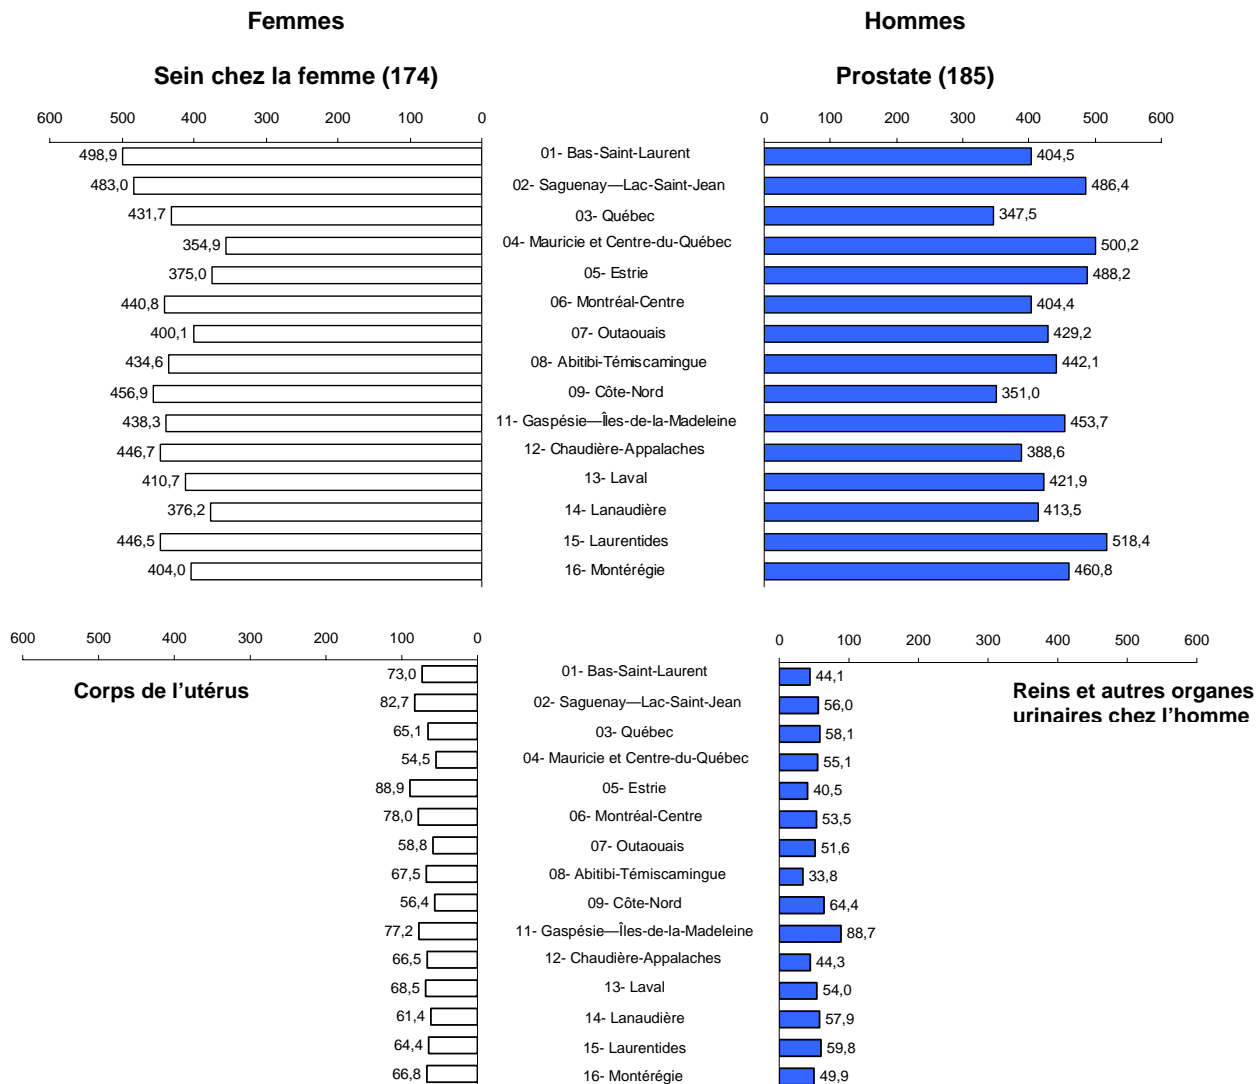 Femmes Hommes
Sein chez la femme (174) Prostate (185)
600 500 400 300 200 100 0 0 100 200 300 400 500 600
498,9 01- Bas-Saint-Laurent 404,5
483,0 02- Saguenay—Lac-Saint-Jean 486,4
431,7 03- Québec 347,5
354,9 04- Mauricie et Centre-du-Québec 500,2
375,0 05- Estrie 488,2
440,8 06- Montréal-Centre 404,4
400,1 07- Outaouais 429,2
434,6 08- Abitibi-Témiscamingue 442,1
456,9 09- Côte-Nord 351,0
438,3 11- Gaspésie—Îles-de-la-Madeleine 453,7
446,7 12- Chaudière-Appalaches 388,6
410,7 13- Laval 421,9
376,2 14- Lanaudière 413,5
446,5 15- Laurentides 518,4
404,0 16- Montérégie 460,8
600 500 400 300 200 100 0 0 100 200 300 400 500 600
Corps de l'utérus
Reins et autres organes
urinaires chez l'homme
73,0 01- Bas-Saint-Laurent 44,1
82,7 02- Saguenay—Lac-Saint-Jean 56,0
65,1 03- Québec 58,1
54,5 04- Mauricie et Centre-du-Québec 55,1
88,9 05- Estrie 40,5
78,0 06- Montréal-Centre 53,5
58,8 07- Outaouais 51,6
67,5 08- Abitibi-Témiscamingue 33,8
56,4 09- Côte-Nord 64,4
77,2 11- Gaspésie—Îles-de-la-Madeleine 88,7
66,5 12- Chaudière-Appalaches 44,3
68,5 13- Laval 54,0
61,4 14- Lanaudière 57,9
64,4 15- Laurentides 59,8
66,8 16- Montérégie 49,9